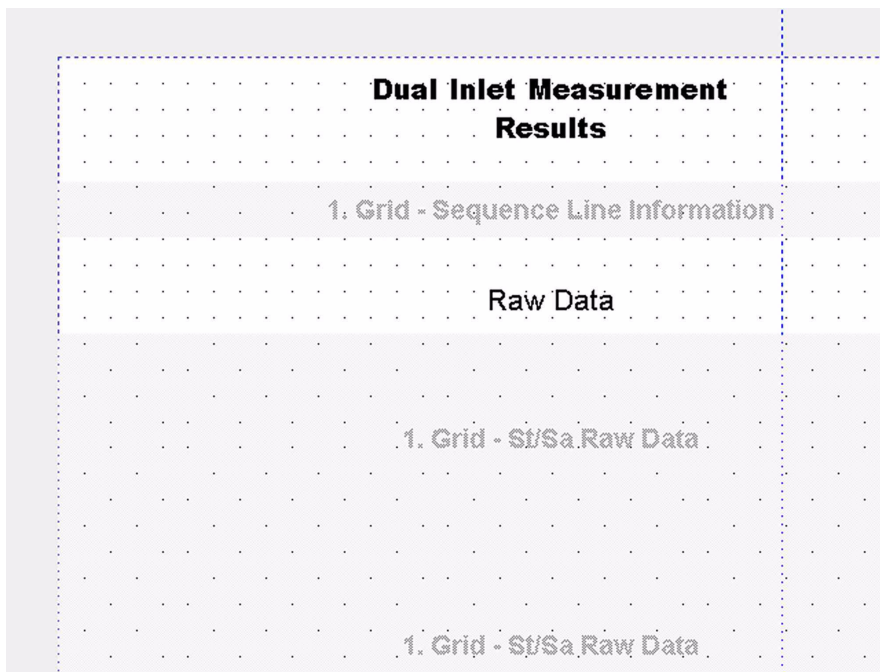 Dual Inlet Measurement
Results
1. Grid - Sequence Line Information
Raw Data
1. Grid - St/Sa Raw Data
1. Grid - St/Sa Raw Data